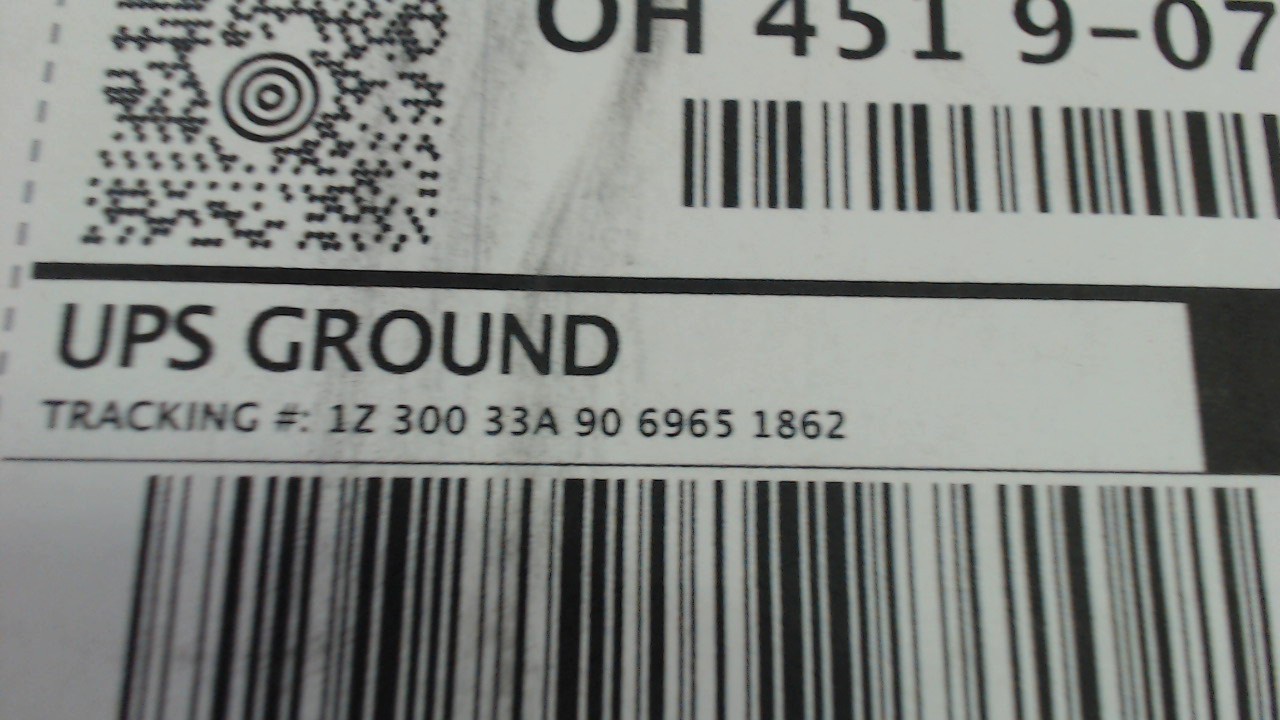 OH 451 9-07
UPS GROUND
TRACKING #: 1Z 300 33A 90 6965 1862